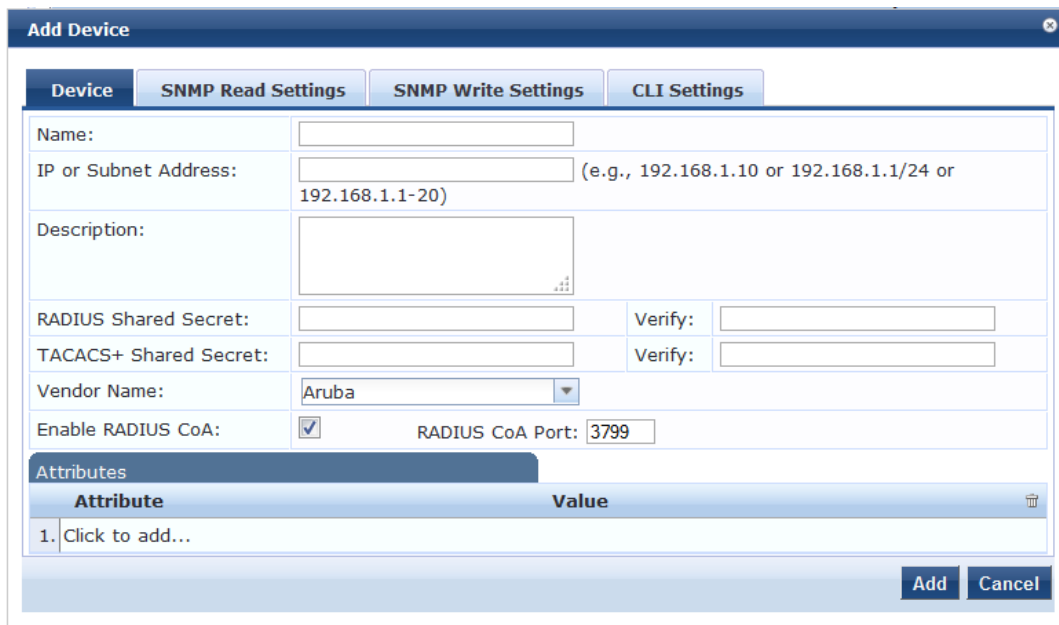 Add Device
Device SNMP Read Settings SNMP Write Settings CLI Settings
Name:
IP or Subnet Address: (e.g., 192.168.1.10 or 192.168.1.1/24 or
192.168.1.1-20)
Description:
RADIUS Shared Secret: Verify:
TACACS+ Shared Secret: Verify:
Vendor Name: Aruba
Enable RADIUS CoA: RADIUS CoA Port: 3799
Attributes
Attribute Value
1. Click to add...
Add Cancel